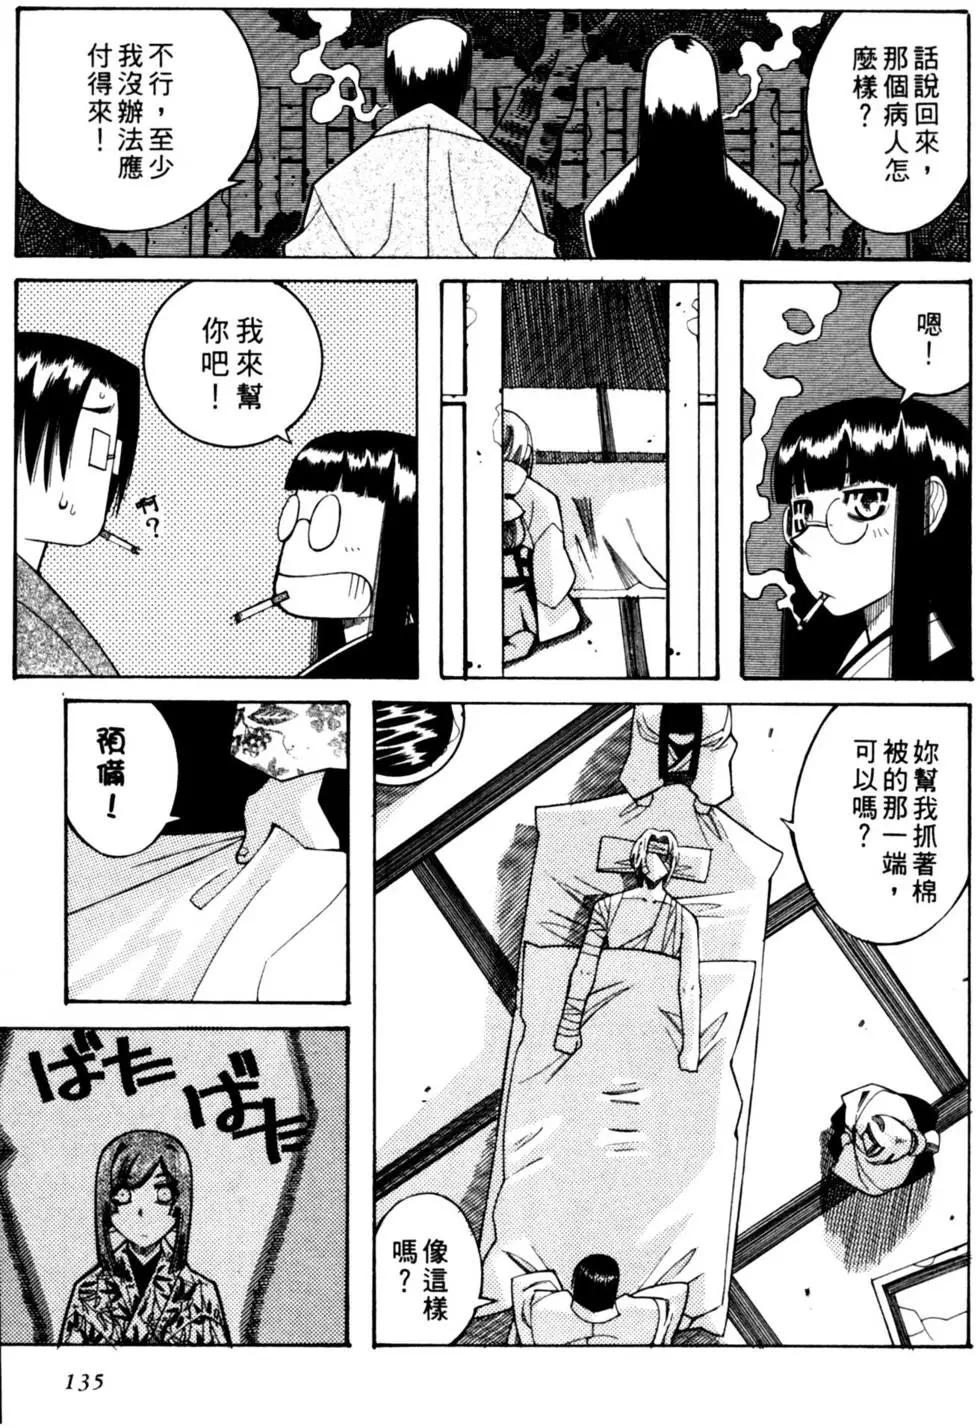 話說回來，
那個病人怎
麼樣？
不行，至少
我沒辦法應
付得來！
嗯！
我來幫
你吧！
有？
妳幫我抓著棉
被的那一端，
可以嗎？
像這樣
嗎？
預備！
ばた
ばた
135